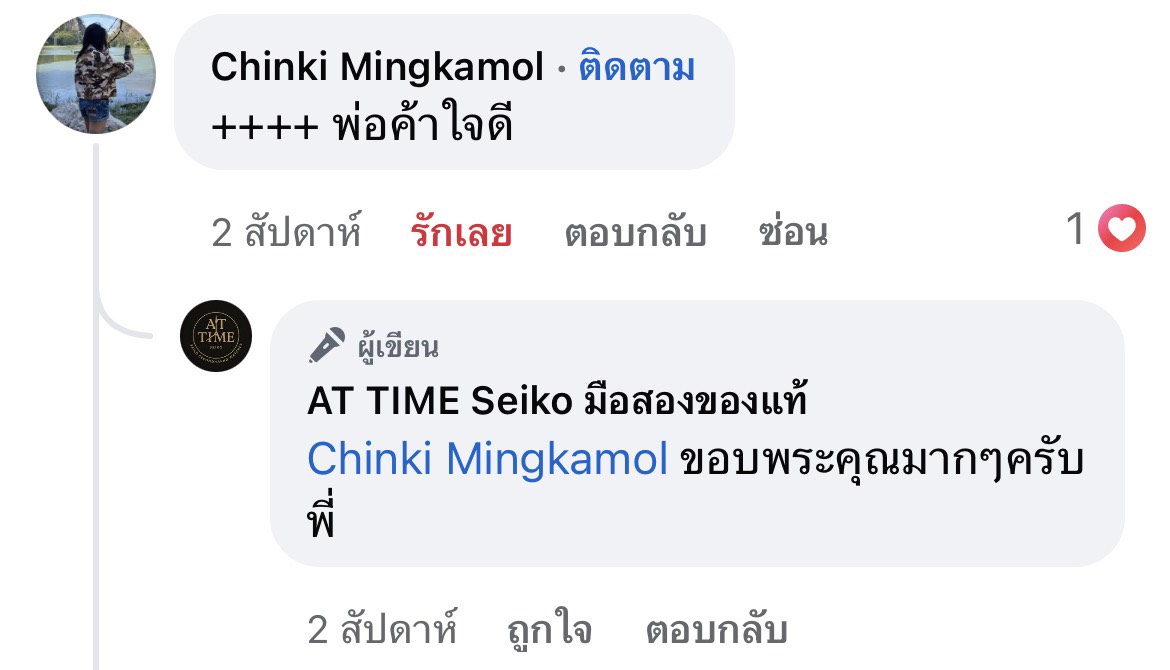 Chinki Mingkamol · ติดตาม
++++ พ่อค้าใจดี
2 สัปดาห์ รักเลย ตอบกลับ ซ่อน 1
AT TIME
ผู้เขียน
AT TIME Seiko มือสองของแท้
Chinki Mingkamol ขอบพระคุณมากๆครับ
พี่
2 สัปดาห์ ถูกใจ ตอบกลับ